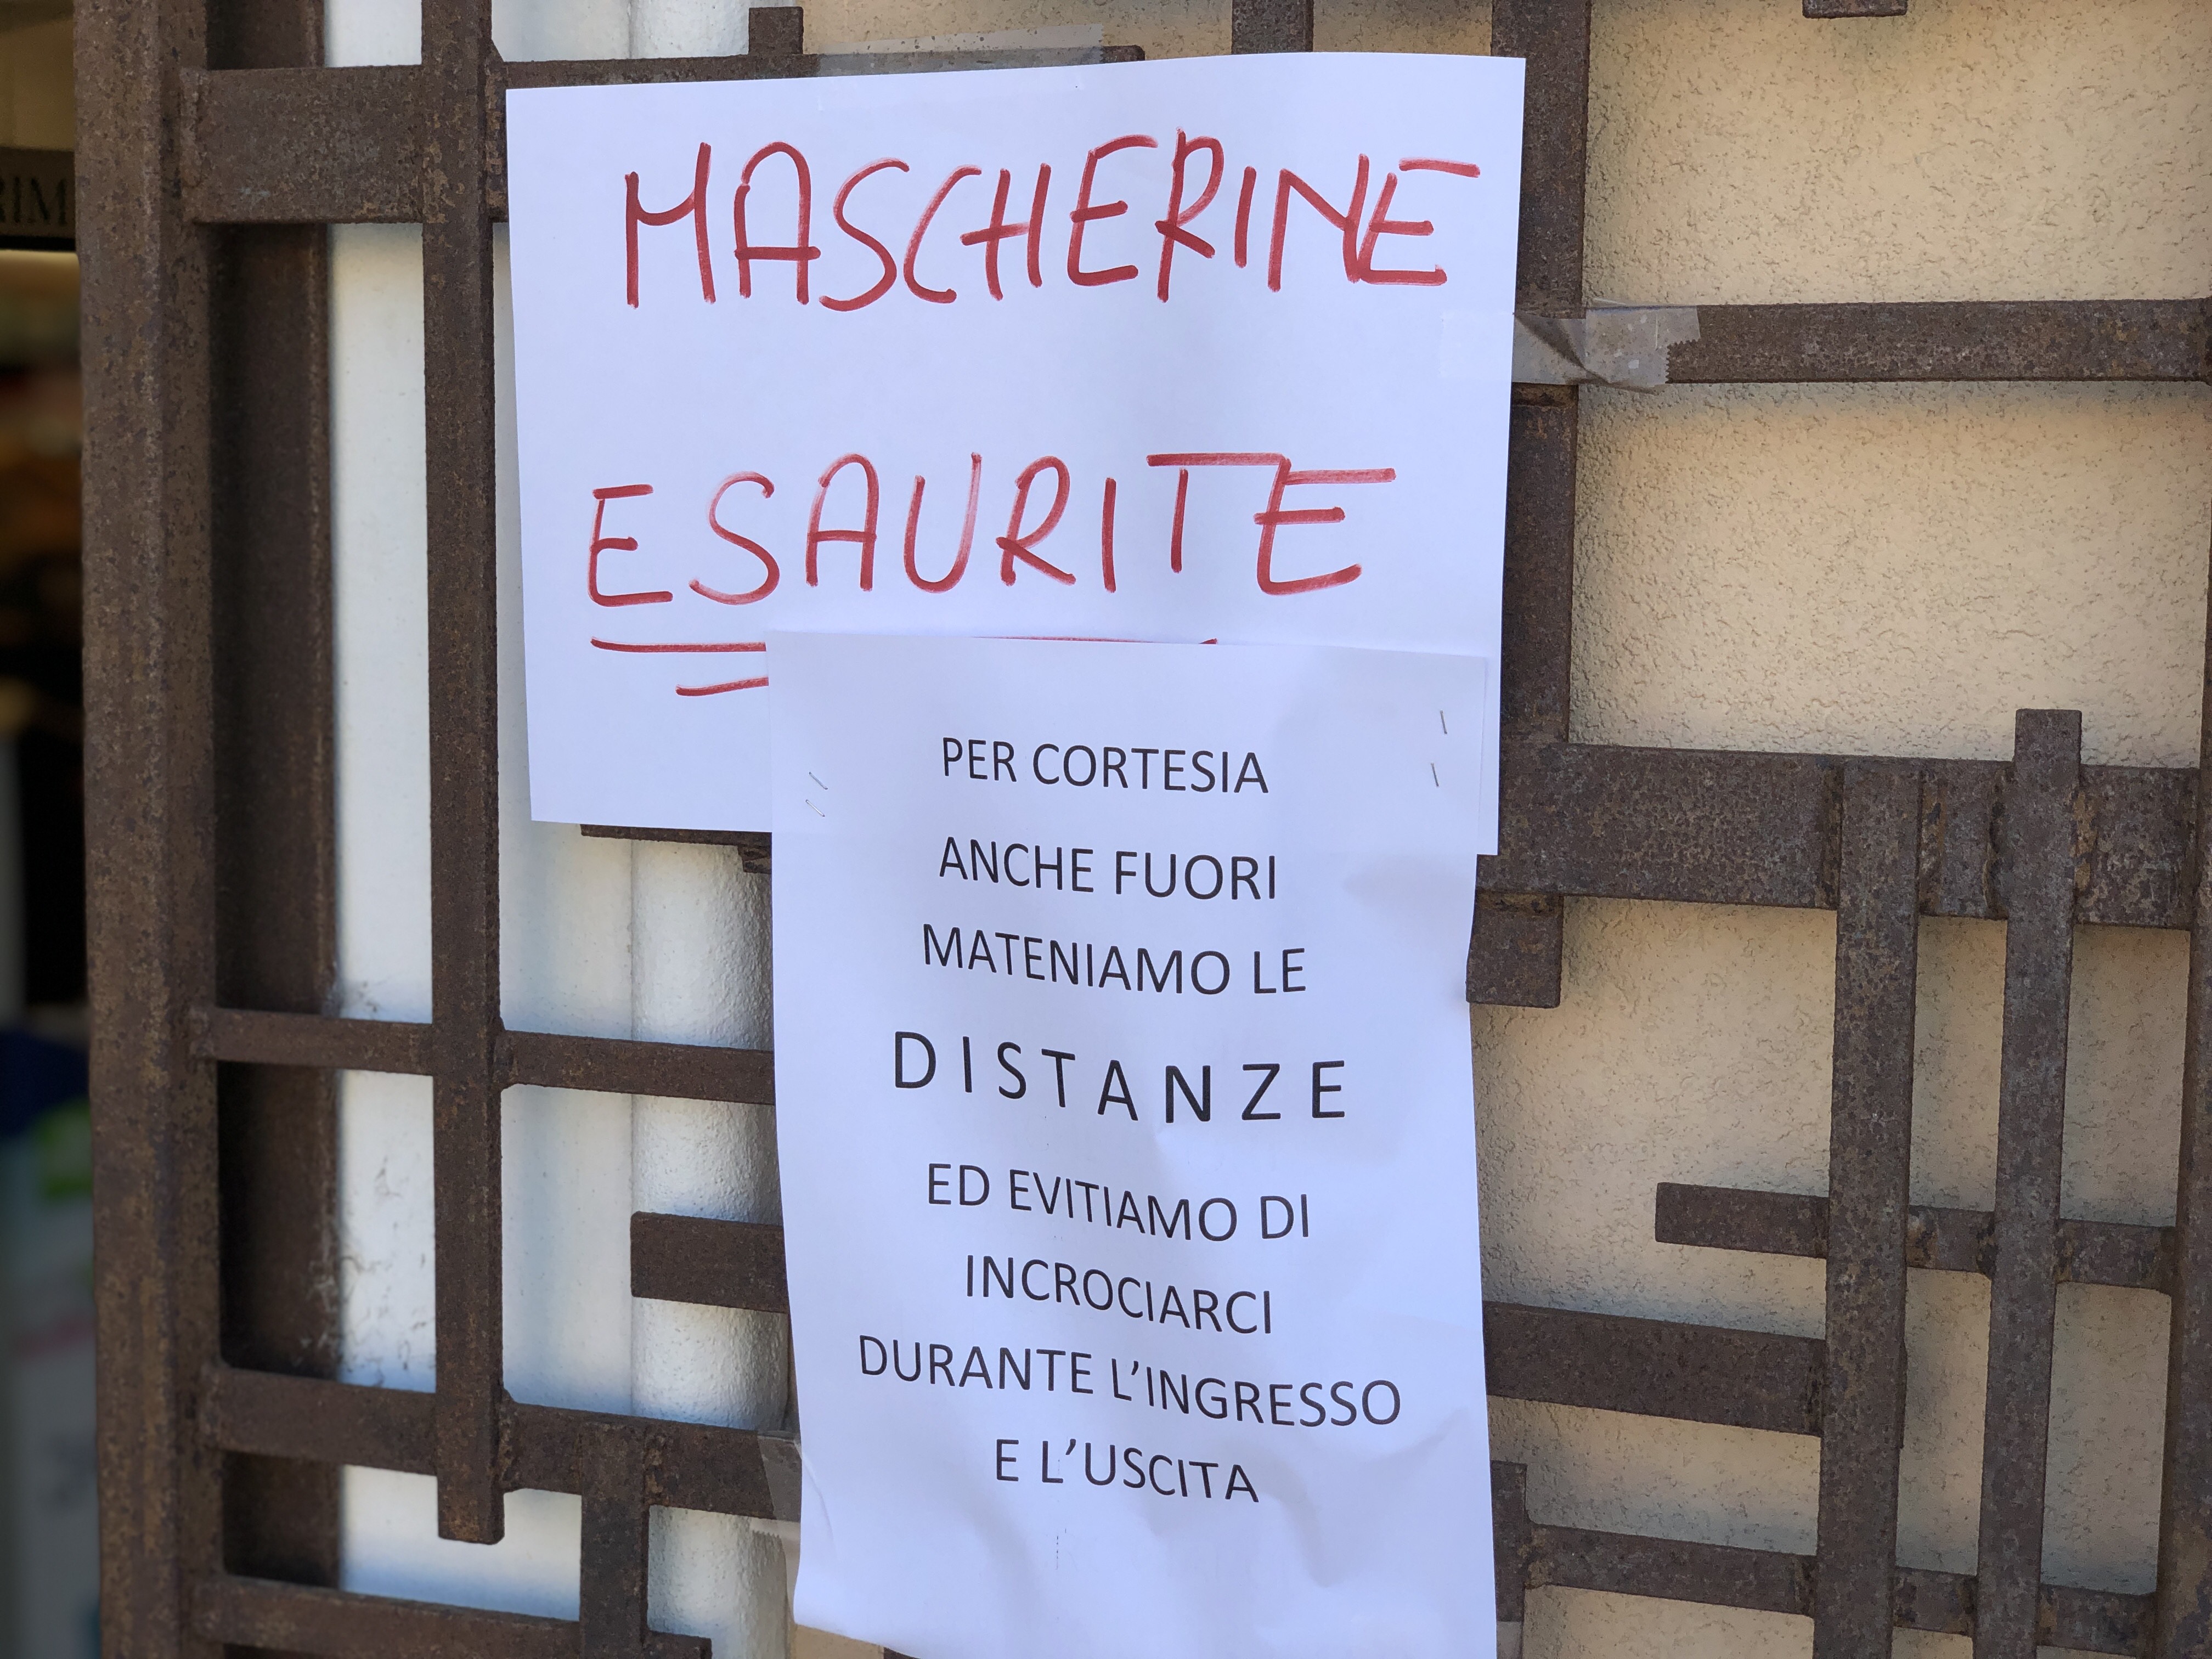 MASCHERINE
ESAURITE
PER CORTESIA
ANCHE FUORI
MATENIAMO LE
DISTANZE
ED EVITIAMO DI
INCROCIARCI
DURANTE L'INGRESSO
E L'USCITA